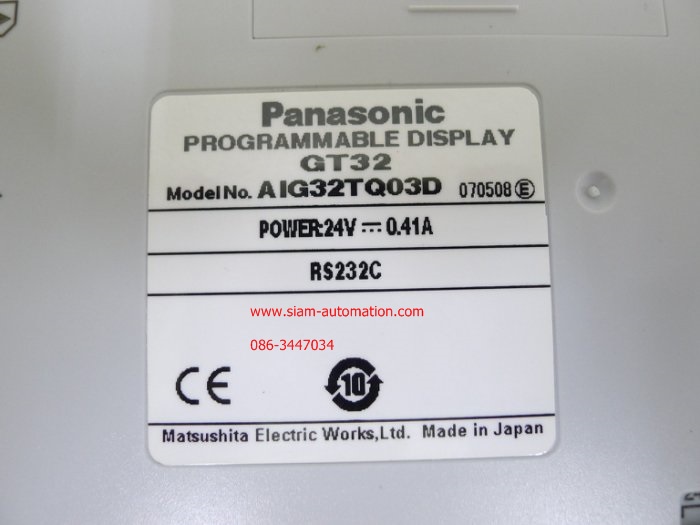 Panasonic
PROGRAMMABLE DISPLAY
GT32
Model No. AIG32TQ03D 070508 Ⓔ
POWER:24V ⎓ 0.41A
RS232C
www.siam-automation.com
086-3447034
CE 10
Matsushita Electric Works,Ltd. Made in Japan